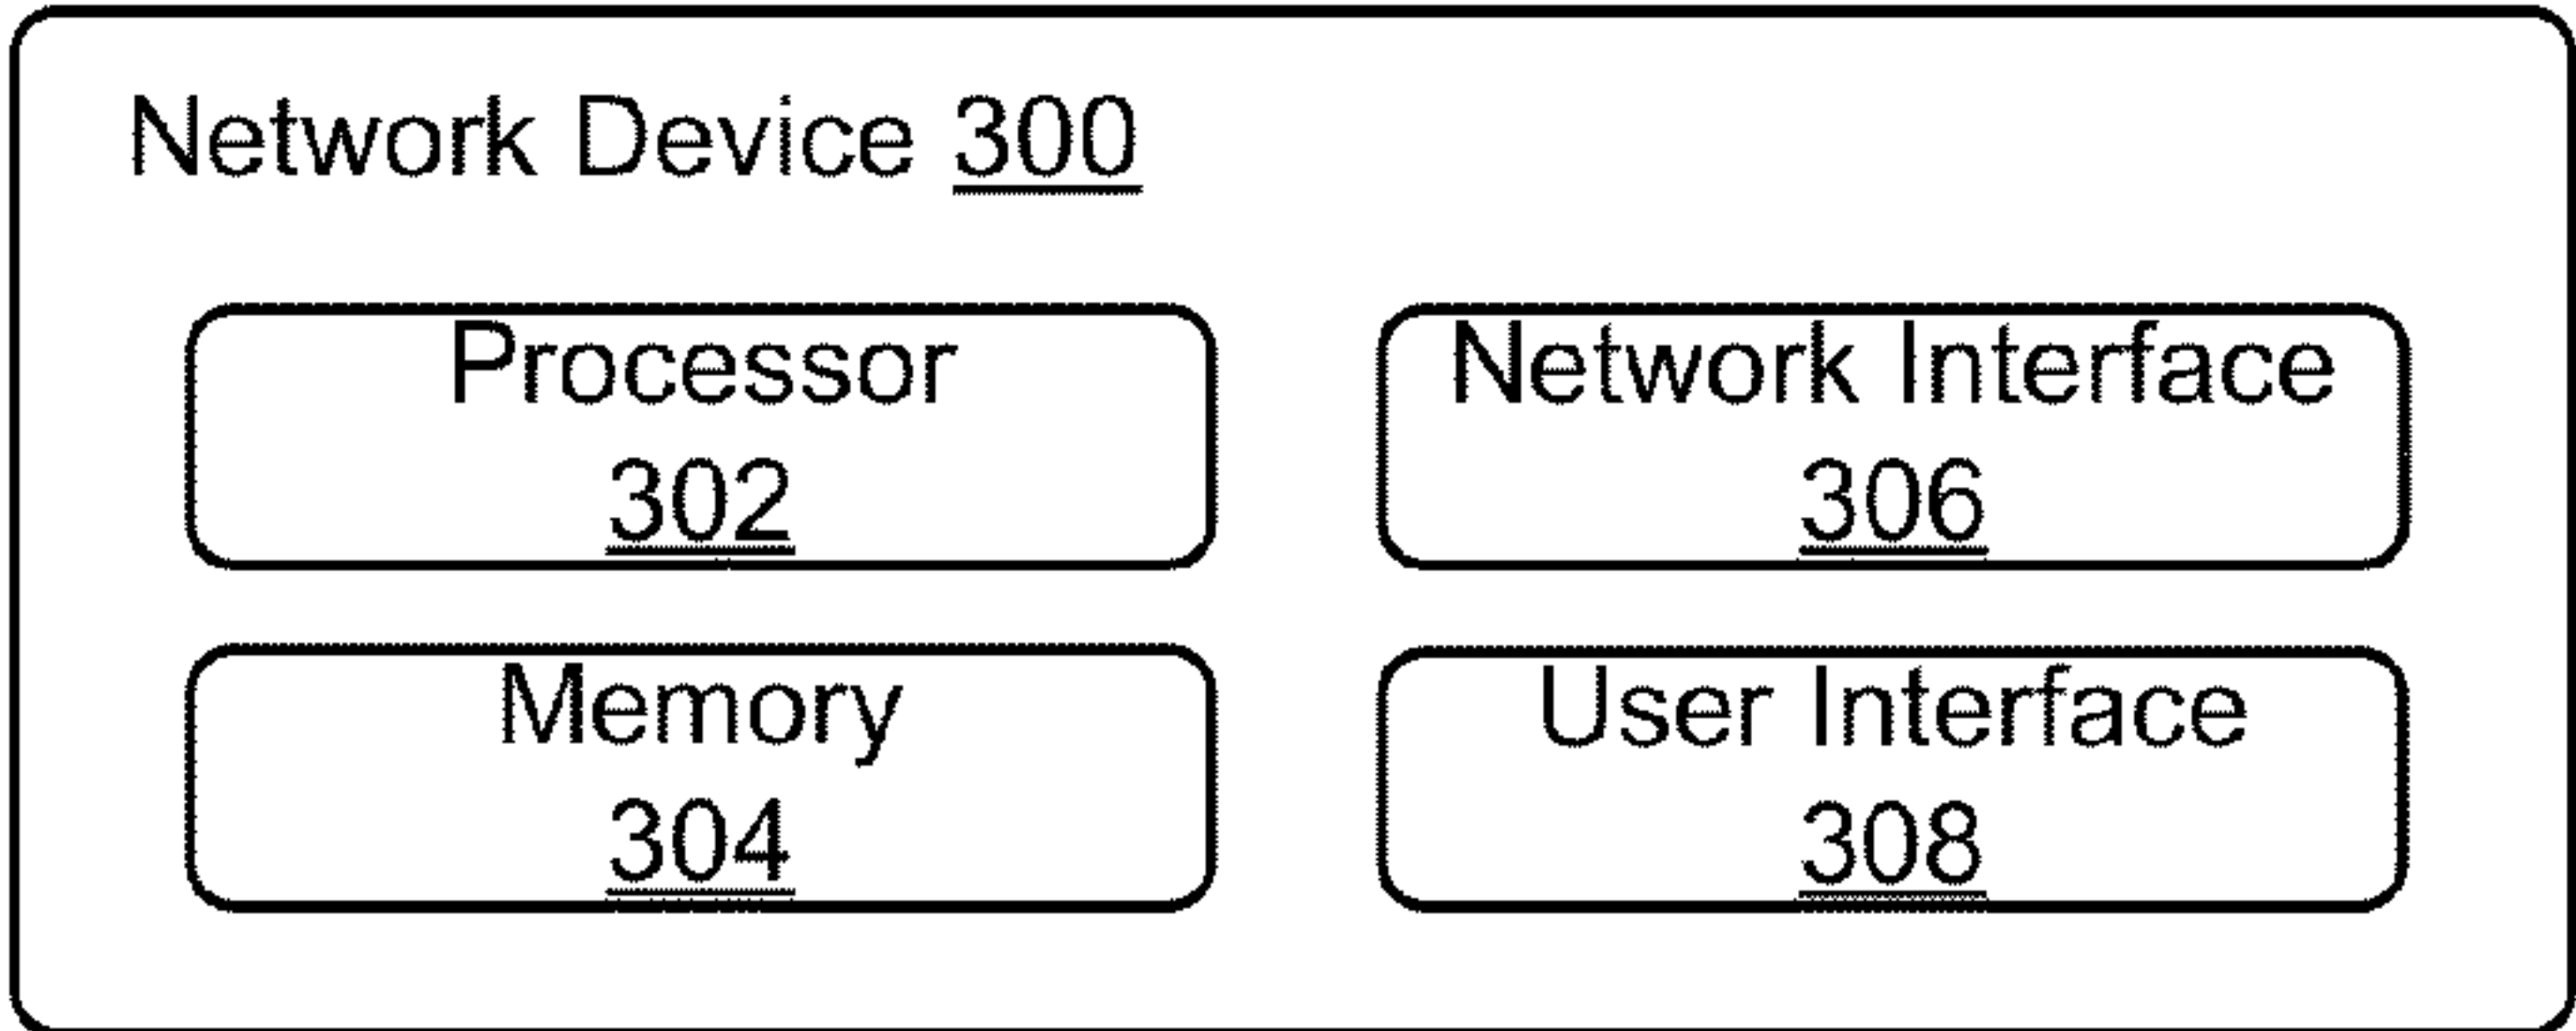 Network Device 300
Processor
302
Network Interface
306
Memory
304
User Interface
308